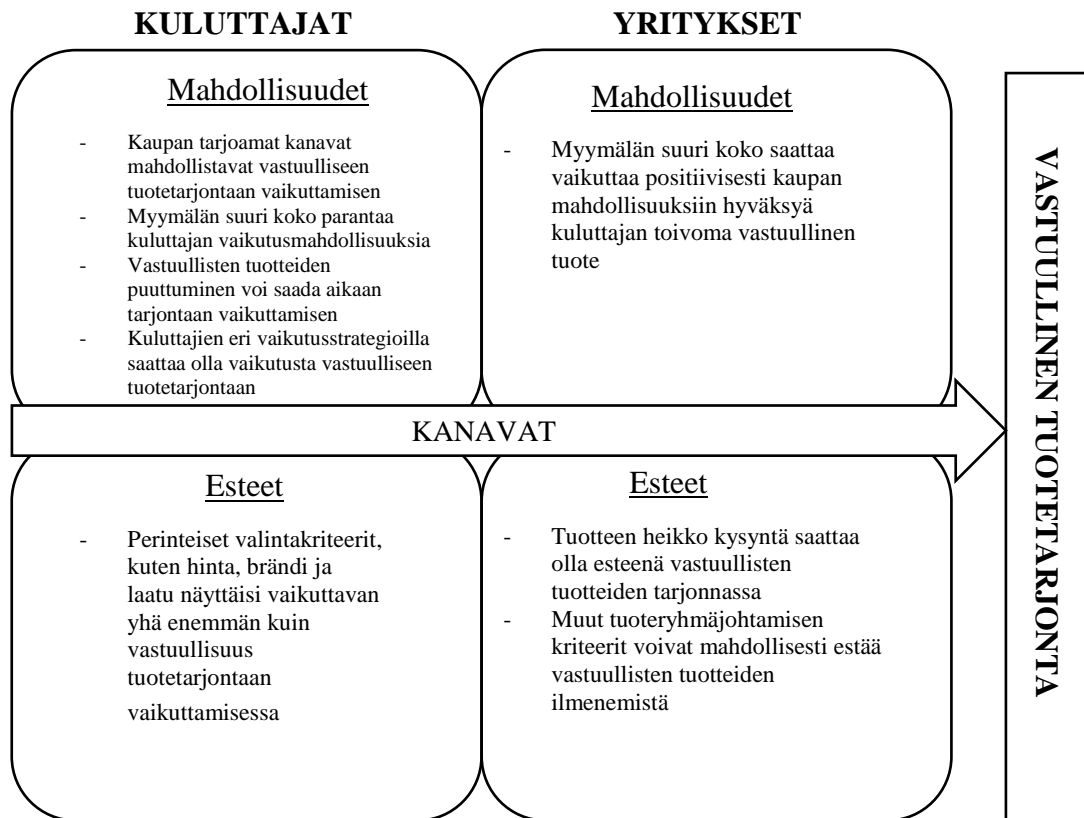 KULUTTAJAT
YRITYKSET
Mahdollisuudet
- Kaupan tarjoamat kanavat
mahdollistavat vastuulliseen
tuotetarjontaan vaikuttamisen
- Myymälän suuri koko parantaa
kuluttajan vaikutusmahdollisuuksia
- Vastuullisten tuotteiden
puuttuminen voi saada aikaan
tarjontaan vaikuttamisen
- Kuluttajien eri vaikutusstrategioilla
saattaa olla vaikutusta vastuulliseen
tuotetarjontaan
Mahdollisuudet
- Myymälän suuri koko saattaa
vaikuttaa positiivisesti kaupan
mahdollisuuksiin hyväksyä
kuluttajan toivoma vastuullinen
tuote
KANAVAT
Esteet
- Perinteiset valintakriteerit,
kuten hinta, brändi ja
laatu näyttäisi vaikuttavan
yhä enemmän kuin
vastuullisuus
tuotetarjontaan
vaikuttamisessa
Esteet
- Tuotteen heikko kysyntä saattaa
olla esteenä vastuullisten
tuotteiden tarjonnassa
- Muut tuoteryhmäjohtamisen
kriteerit voivat mahdollisesti estää
vastuullisten tuotteiden
ilmenemistä
VASTUULLINEN TUOTETARJONTA